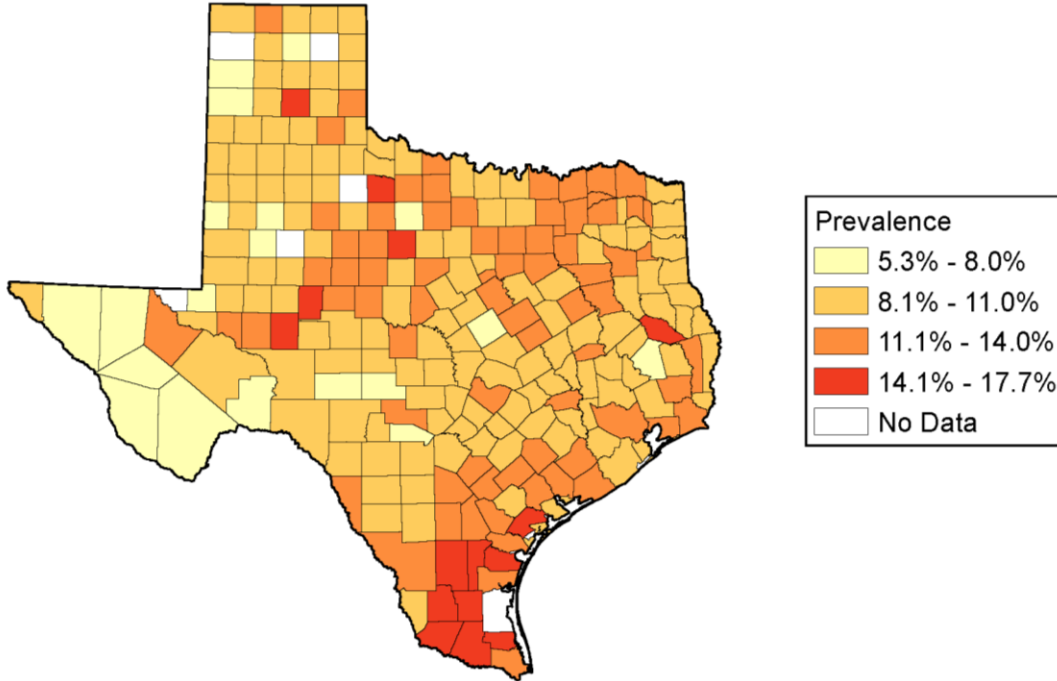 Prevalence
5.3% - 8.0%
8.1% - 11.0%
11.1% - 14.0%
14.1% - 17.7%
No Data